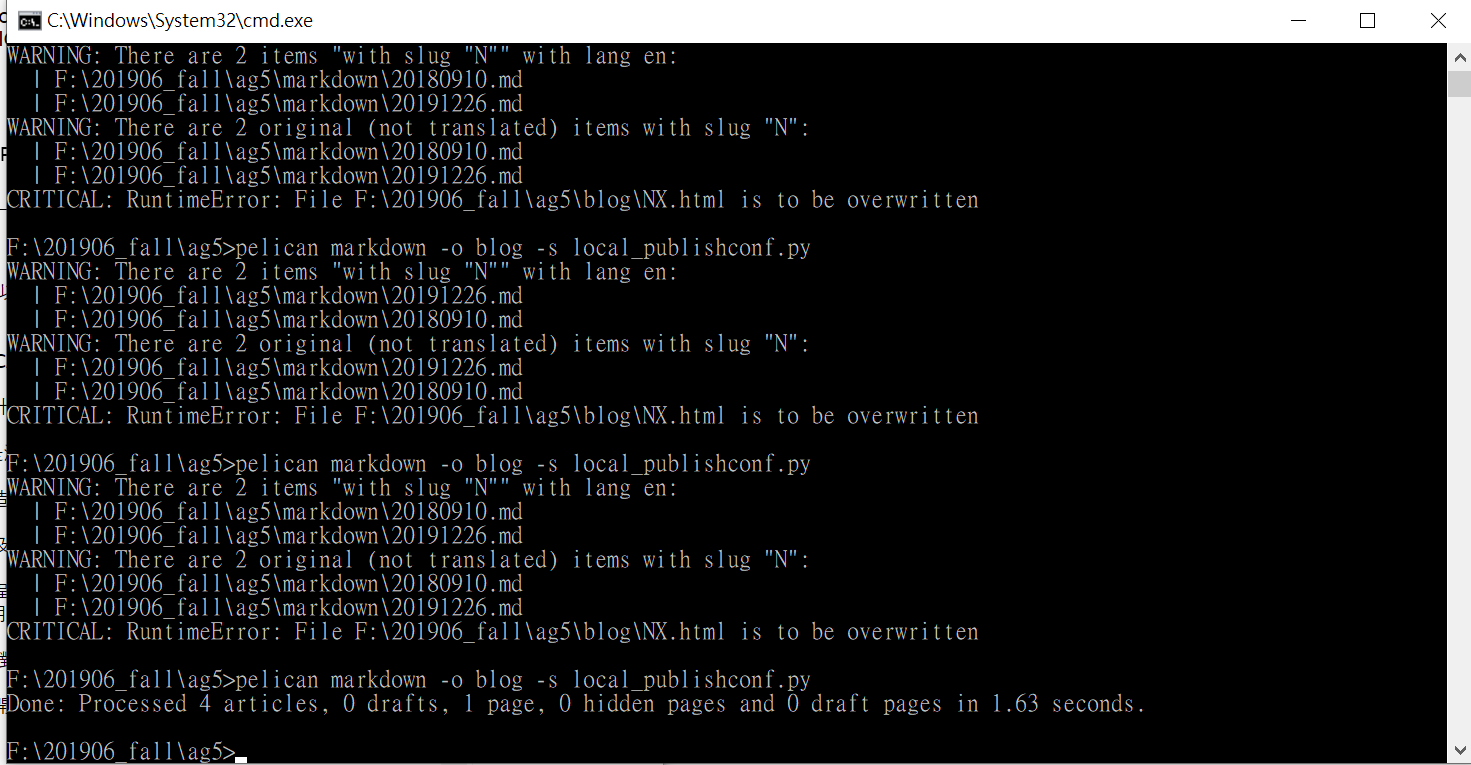 C:\Windows\System32\cmd.exe
WARNING: There are 2 items "with slug "N"" with lang en:
| F:\201906_fall\ag5\markdown\20180910.md
| F:\201906_fall\ag5\markdown\20191226.md
WARNING: There are 2 original (not translated) items with slug "N":
| F:\201906_fall\ag5\markdown\20180910.md
| F:\201906_fall\ag5\markdown\20191226.md
CRITICAL: RuntimeError: File F:\201906_fall\ag5\blog\NX.html is to be overwritten
F:\201906_fall\ag5>pelican markdown -o blog -s local_publishconf.py
WARNING: There are 2 items "with slug "N"" with lang en:
| F:\201906_fall\ag5\markdown\20191226.md
| F:\201906_fall\ag5\markdown\20180910.md
WARNING: There are 2 original (not translated) items with slug "N":
| F:\201906_fall\ag5\markdown\20191226.md
| F:\201906_fall\ag5\markdown\20180910.md
CRITICAL: RuntimeError: File F:\201906_fall\ag5\blog\NX.html is to be overwritten
F:\201906_fall\ag5>pelican markdown -o blog -s local_publishconf.py
WARNING: There are 2 items "with slug "N"" with lang en:
| F:\201906_fall\ag5\markdown\20180910.md
| F:\201906_fall\ag5\markdown\20191226.md
WARNING: There are 2 original (not translated) items with slug "N":
| F:\201906_fall\ag5\markdown\20180910.md
| F:\201906_fall\ag5\markdown\20191226.md
CRITICAL: RuntimeError: File F:\201906_fall\ag5\blog\NX.html is to be overwritten
F:\201906_fall\ag5>pelican markdown -o blog -s local_publishconf.py
Done: Processed 4 articles, 0 drafts, 1 page, 0 hidden pages and 0 draft pages in 1.63 seconds.
F:\201906_fall\ag5>